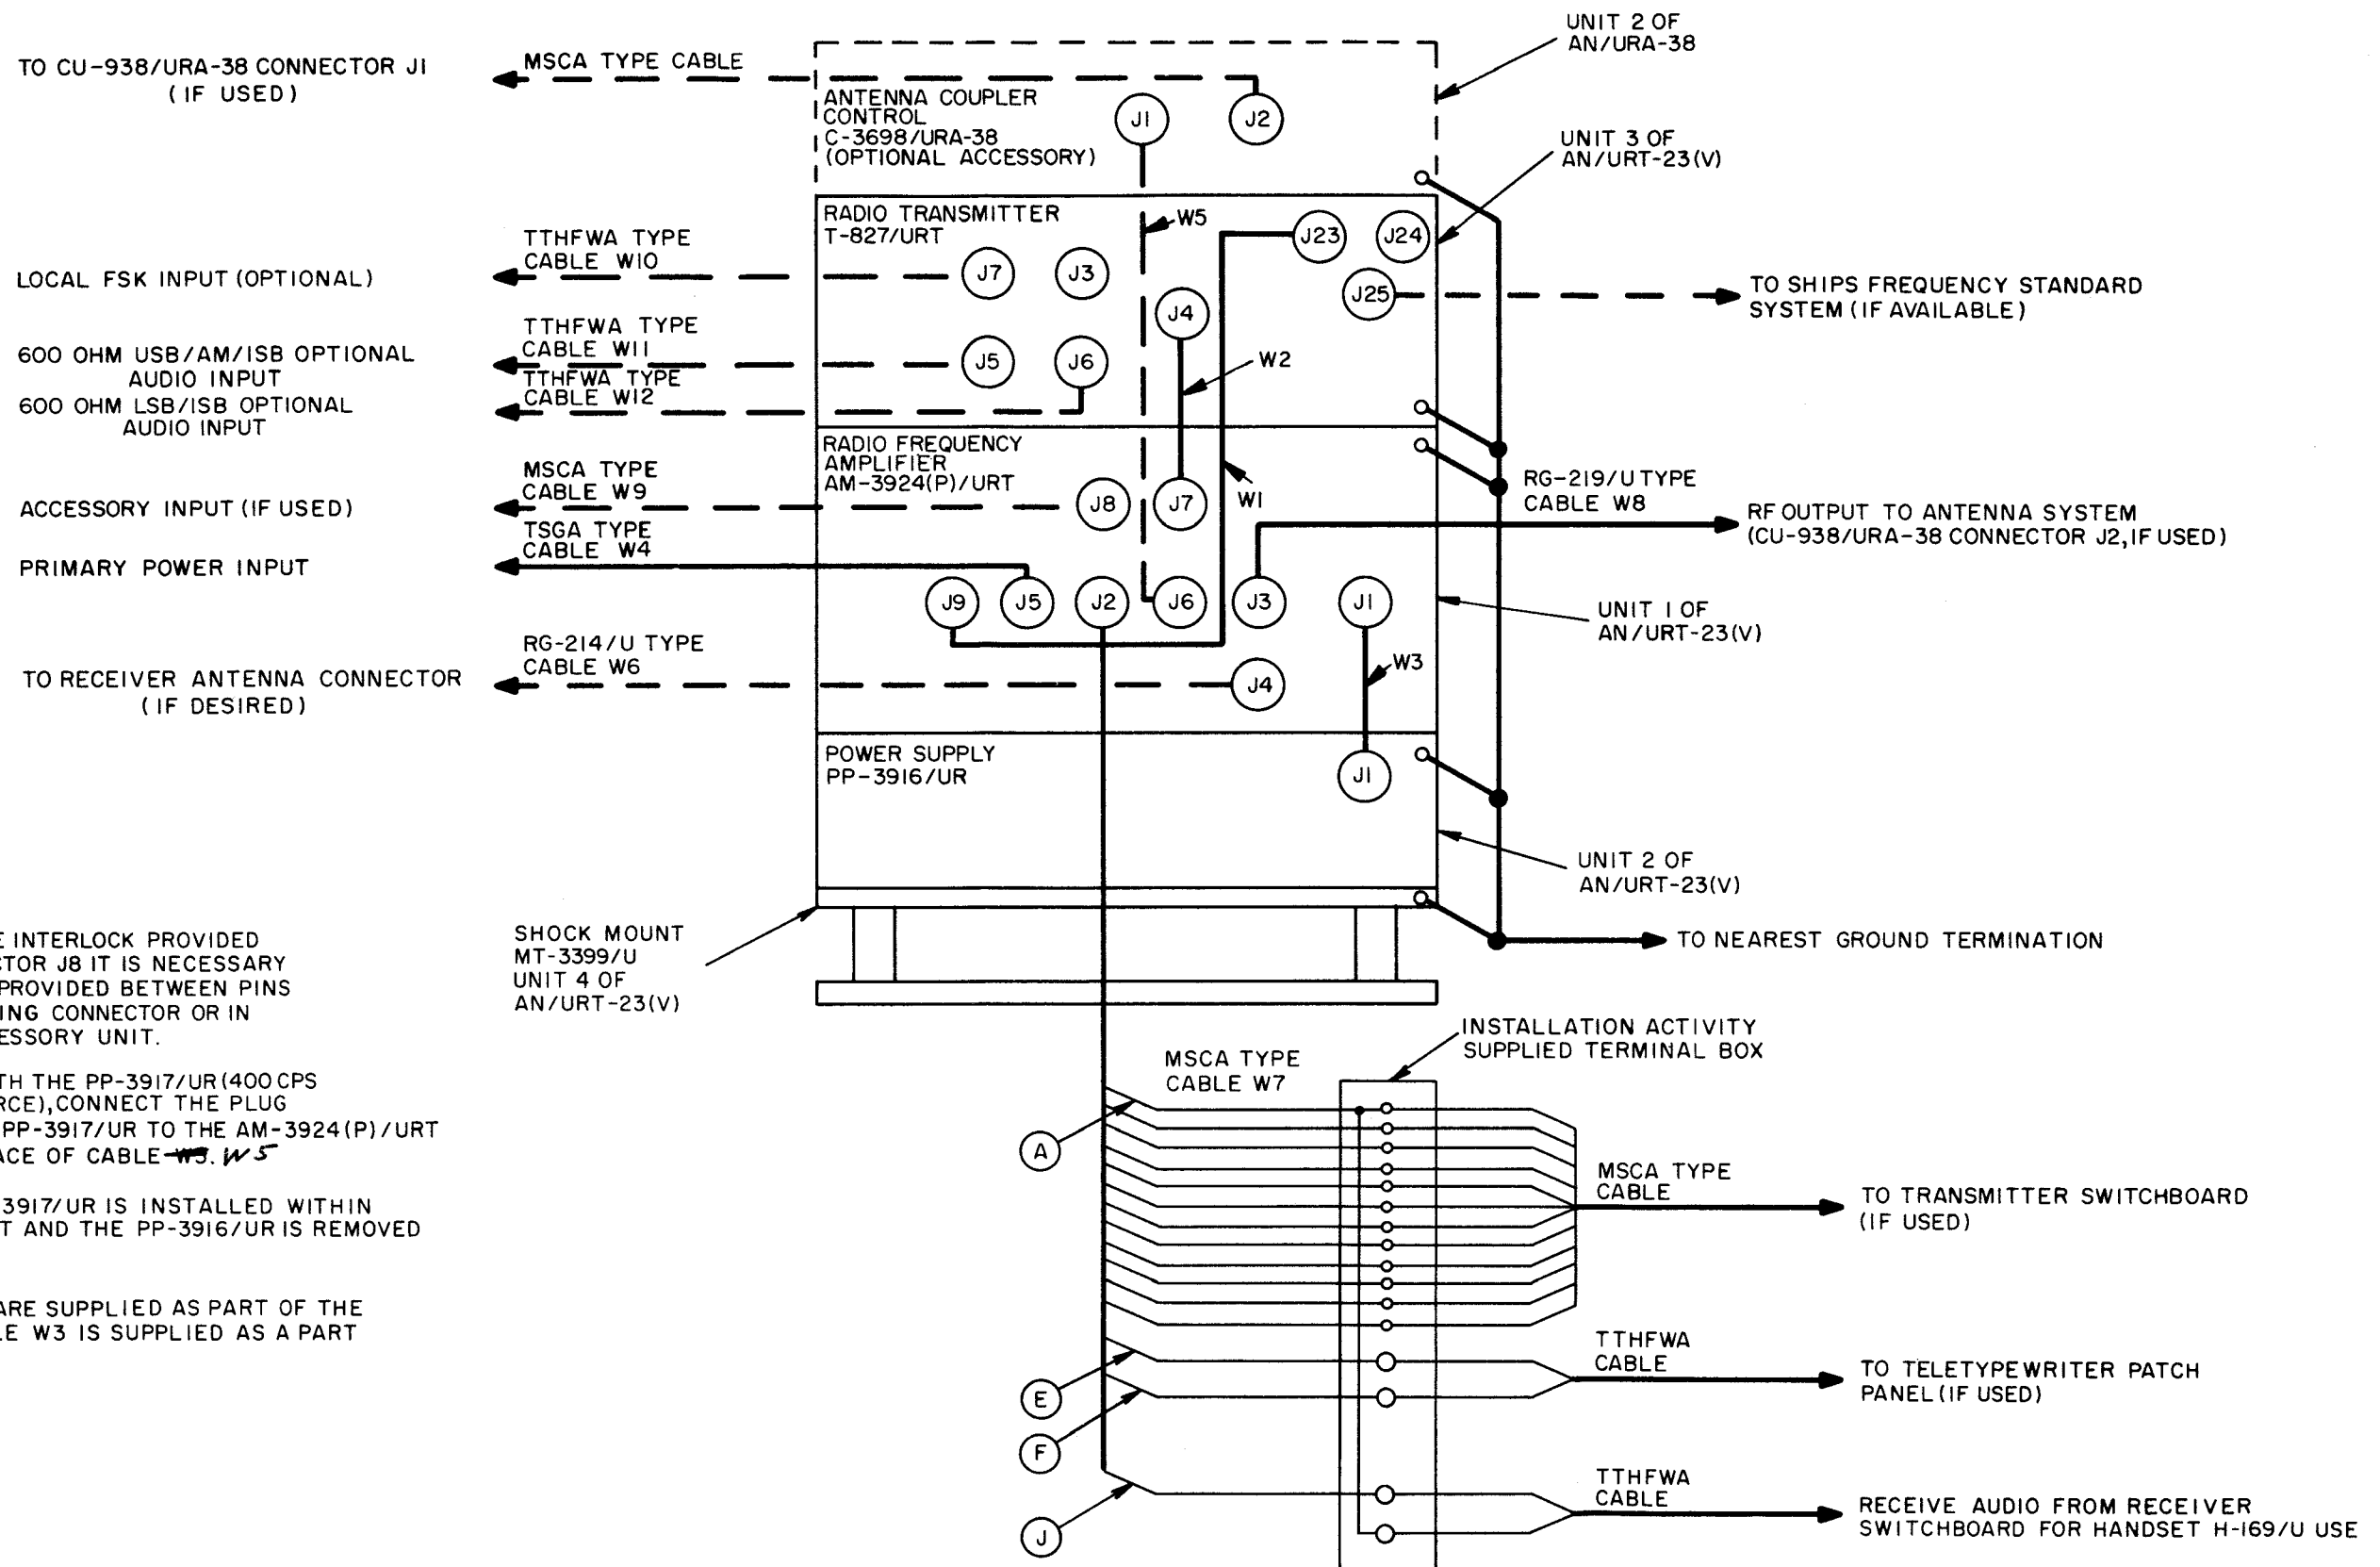 UNIT 2 OF
AN/URA-38
TO CU-938/URA-38 CONNECTOR J1
(IF USED)
MSCA TYPE CABLE
ANTENNA COUPLER
CONTROL
C-3698/URA-38
(OPTIONAL ACCESSORY)
J1
J2
UNIT 3 OF
AN/URT-23(V)
RADIO TRANSMITTER
T-827/URT
W5
J23
J24
LOCAL FSK INPUT (OPTIONAL)
TTHFWA TYPE
CABLE W10
J7
J3
J25
TO SHIPS FREQUENCY STANDARD
SYSTEM (IF AVAILABLE)
J4
600 OHM USB/AM/ISB OPTIONAL
AUDIO INPUT
TTHFWA TYPE
CABLE W11
J5
J6
W2
600 OHM LSB/ISB OPTIONAL
AUDIO INPUT
TTHFWA TYPE
CABLE W12
RADIO FREQUENCY
AMPLIFIER
AM-3924(P)/URT
ACCESSORY INPUT (IF USED)
MSCA TYPE
CABLE W9
J8
J7
W1
RG-219/U TYPE
CABLE W8
RF OUTPUT TO ANTENNA SYSTEM
(CU-938/URA-38 CONNECTOR J2, IF USED)
PRIMARY POWER INPUT
TSGA TYPE
CABLE W4
J9
J5
J2
J6
J3
J1
UNIT 1 OF
AN/URT-23(V)
TO RECEIVER ANTENNA CONNECTOR
(IF DESIRED)
RG-214/U TYPE
CABLE W6
J4
W3
POWER SUPPLY
PP-3916/UR
J1
UNIT 2 OF
AN/URT-23(V)
SHOCK MOUNT
MT-3399/U
UNIT 4 OF
AN/URT-23(V)
TO NEAREST GROUND TERMINATION
E INTERLOCK PROVIDED
CTOR J8 IT IS NECESSARY
PROVIDED BETWEEN PINS
ING CONNECTOR OR IN
ESSORY UNIT.
TH THE PP-3917/UR (400 CPS
RCE), CONNECT THE PLUG
PP-3917/UR TO THE AM-3924(P)/URT
ACE OF CABLE W3. W5
3917/UR IS INSTALLED WITHIN
T AND THE PP-3916/UR IS REMOVED
ARE SUPPLIED AS PART OF THE
LE W3 IS SUPPLIED AS A PART
INSTALLATION ACTIVITY
SUPPLIED TERMINAL BOX
MSCA TYPE
CABLE W7
A
MSCA TYPE
CABLE
TO TRANSMITTER SWITCHBOARD
(IF USED)
E
F
TTHFWA
CABLE
TO TELETYPEWRITER PATCH
PANEL (IF USED)
J
TTHFWA
CABLE
RECEIVE AUDIO FROM RECEIVER
SWITCHBOARD FOR HANDSET H-169/U USE